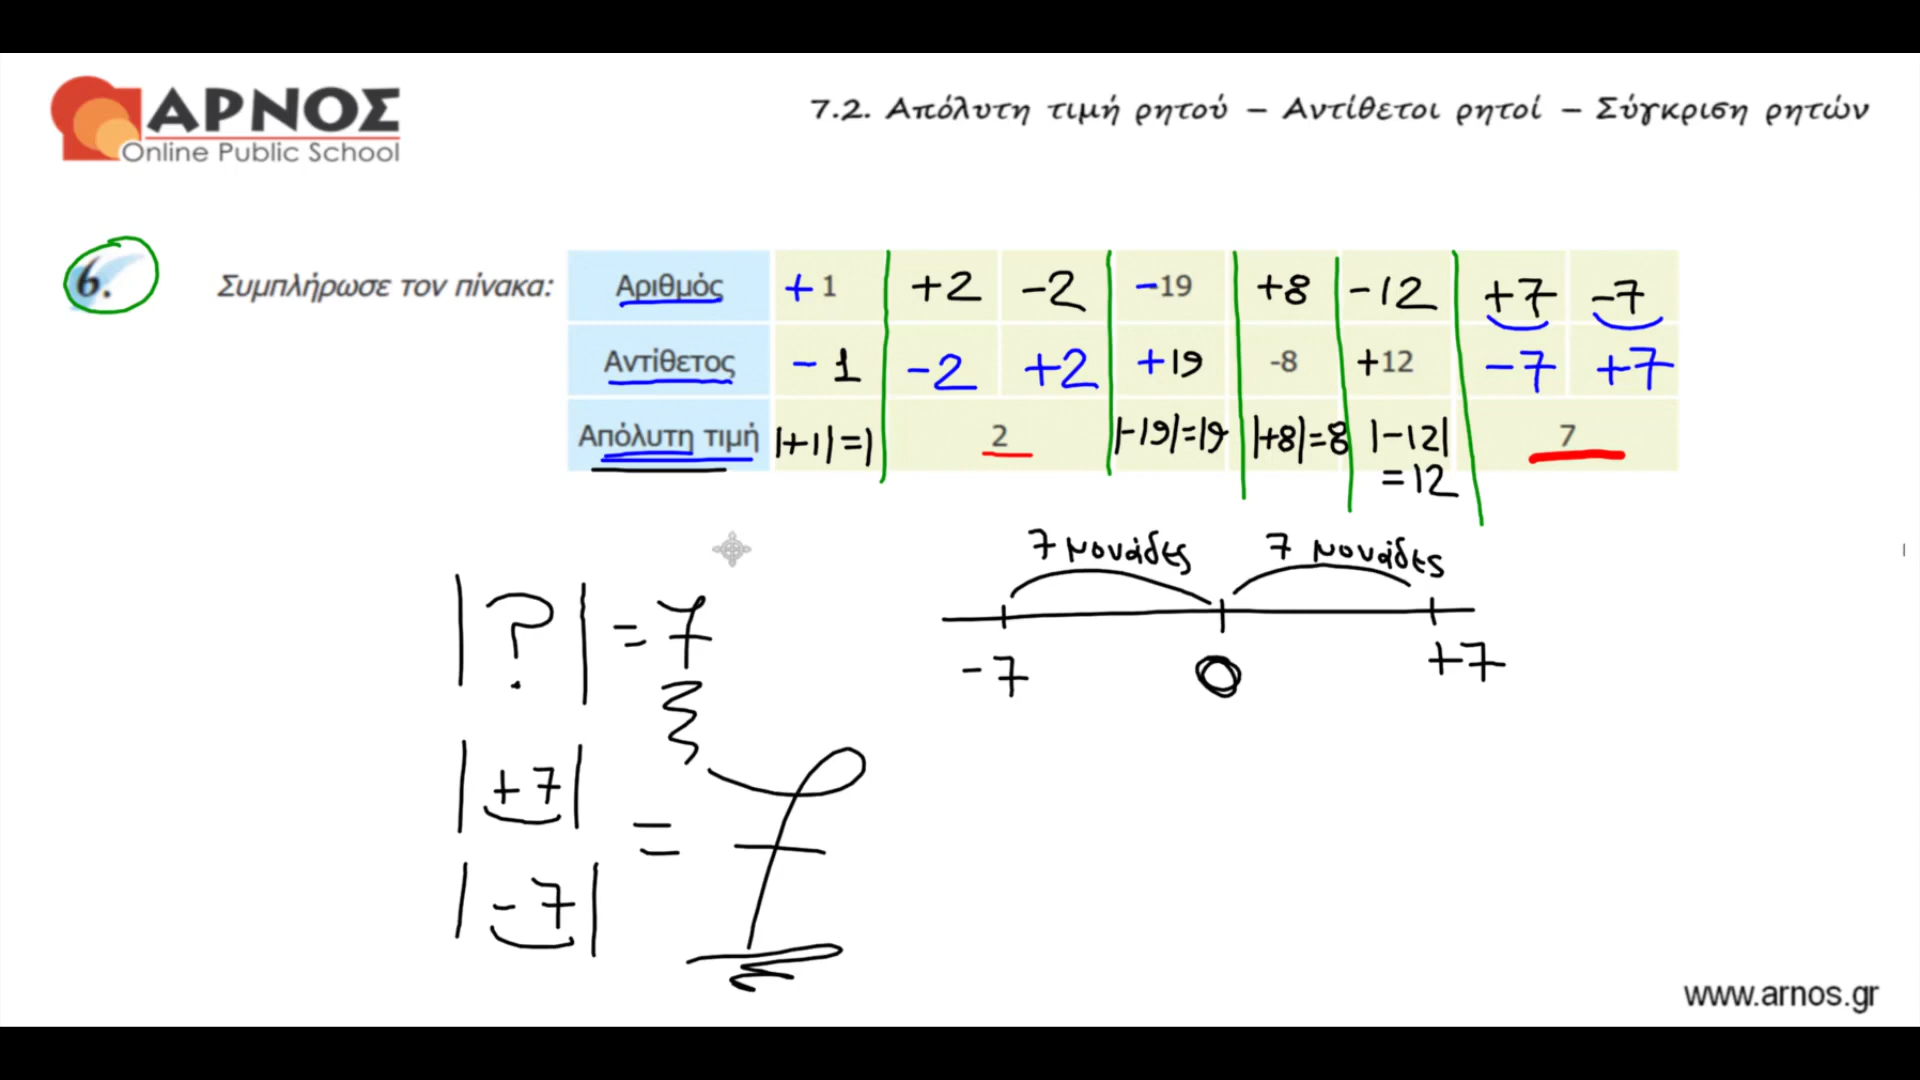 ΑΡΝΟΣ
Online Public School
7.2. Απόλυτη τιμή ρητού – Αντίθετοι ρητοί – Σύγκριση ρητών
6. Συμπλήρωσε τον πίνακα:
Αριθμός +1 +2 -2 -19 +8 -12 +7 -7
Αντίθετος -1 -2 +2 +19 -8 +12 -7 +7
Απόλυτη τιμή |+1|=1 2 |-19|=19 |+8|=8 |-12| =12 7
7 μονάδες 7 μονάδες
-7 0 +7
|?| = 7
|+7|
= 7
|-7|
www.arnos.gr